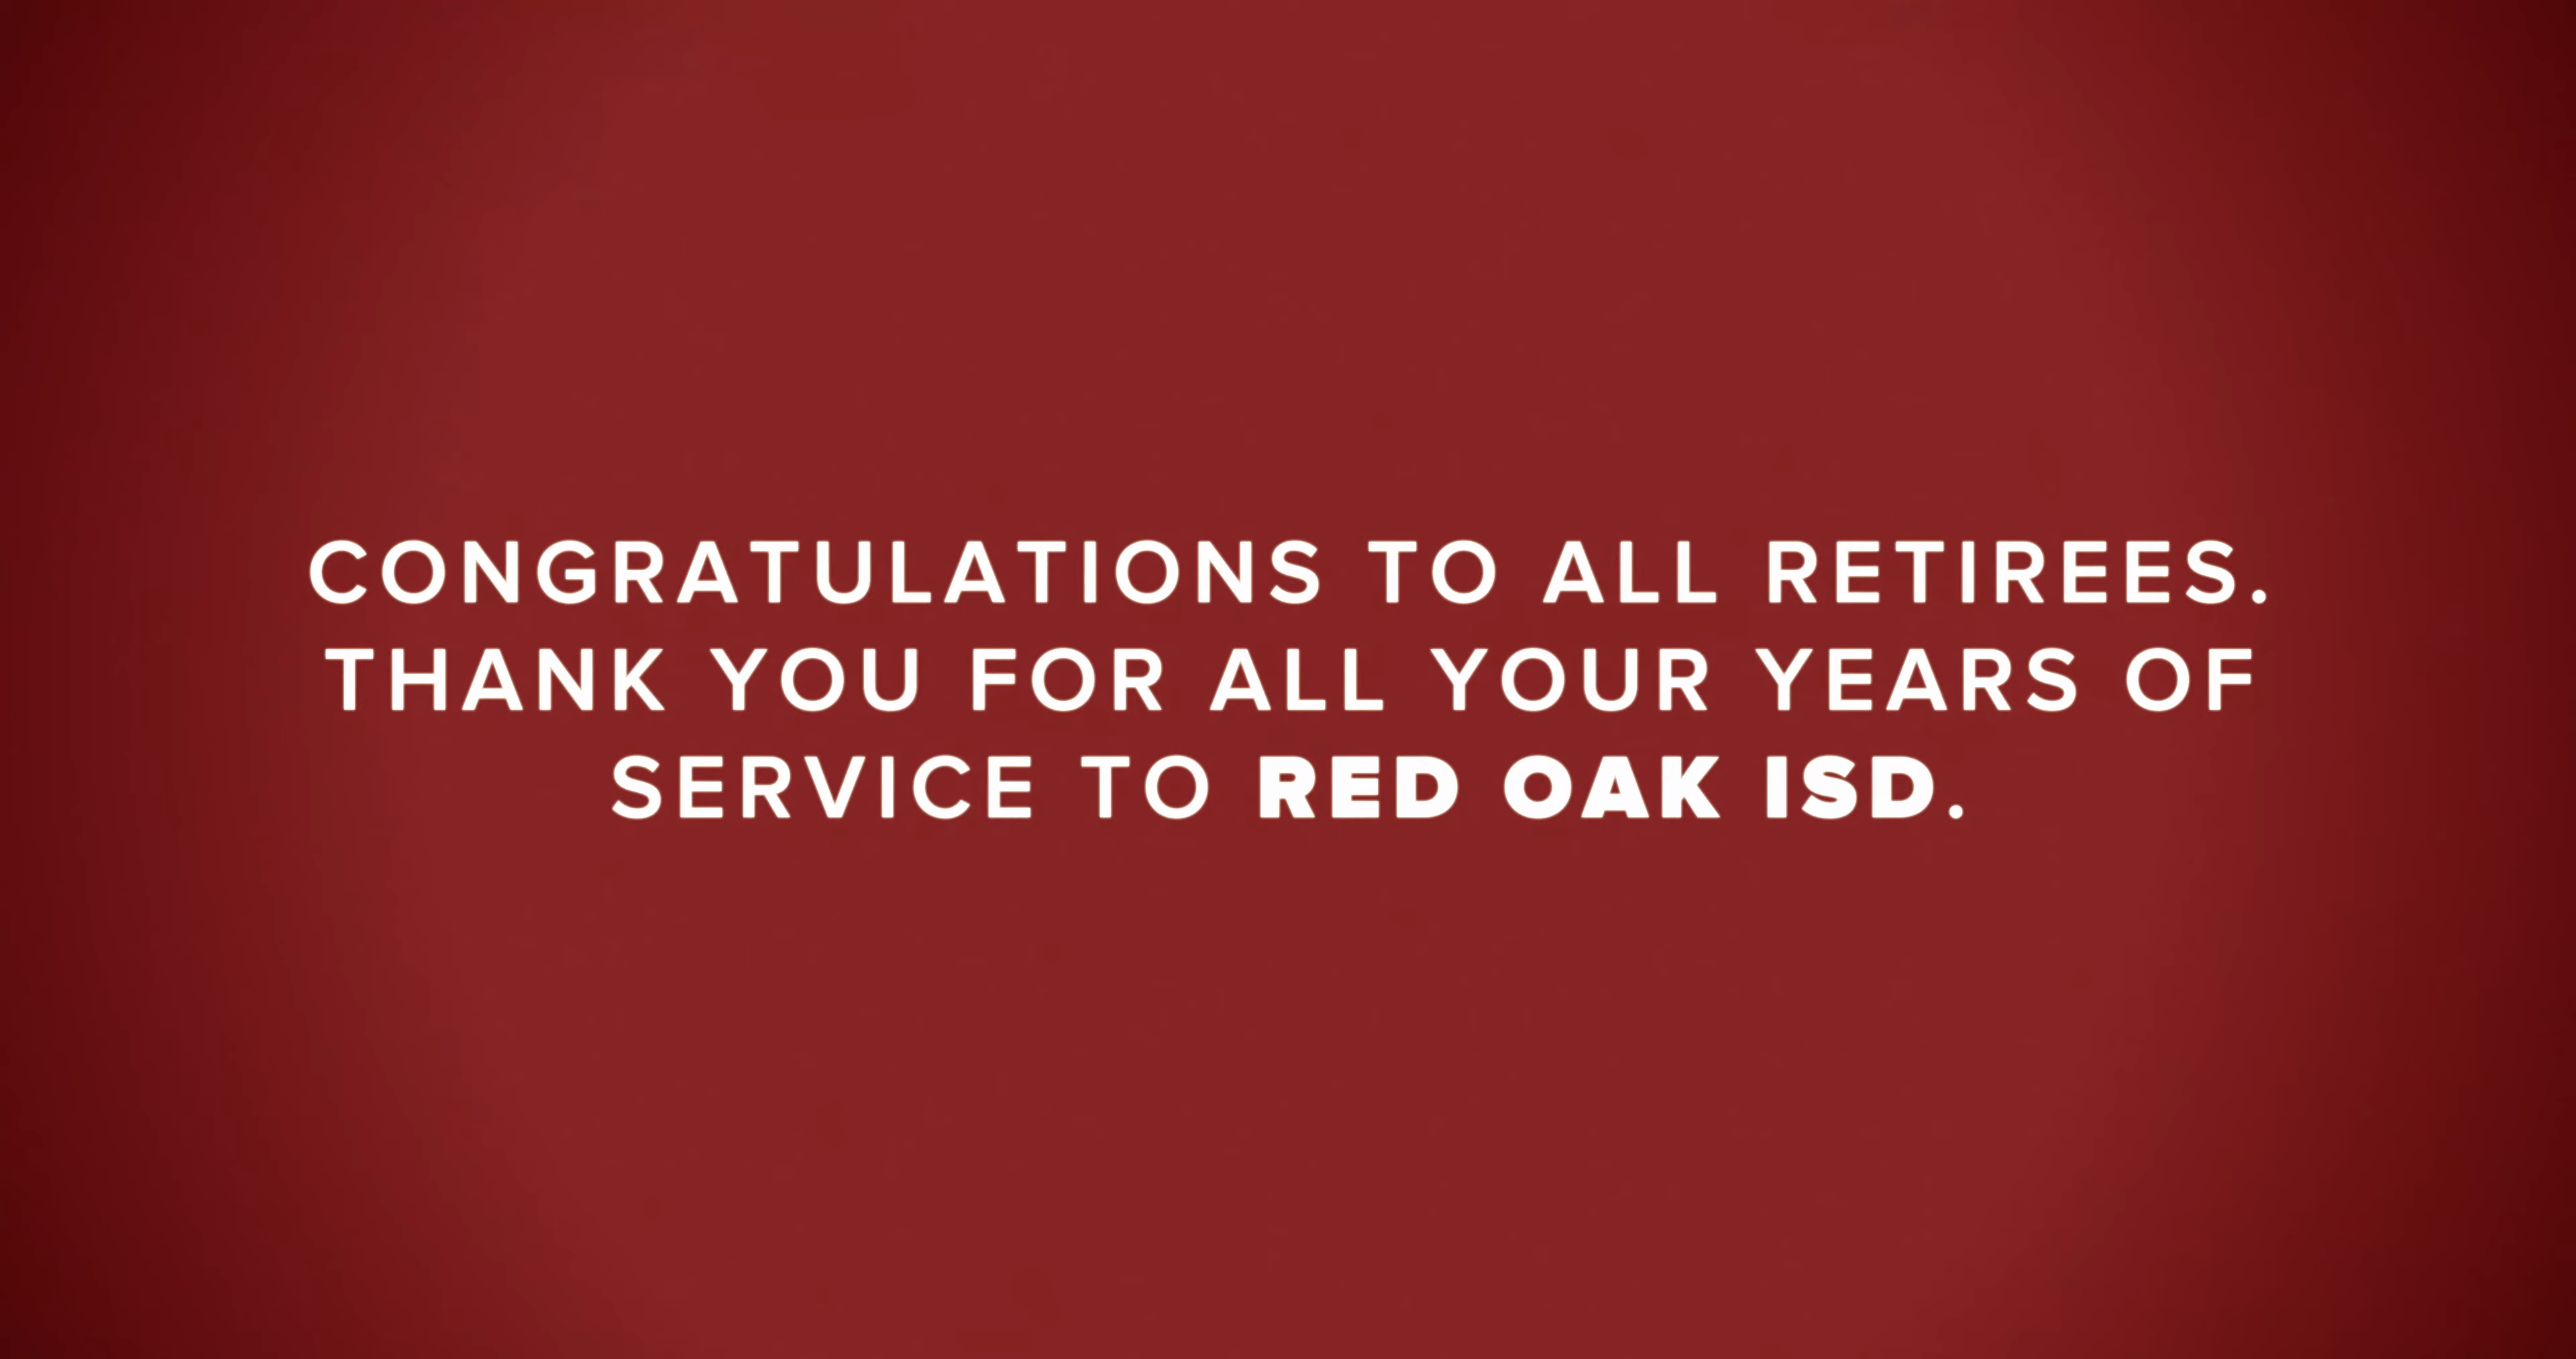 CONGRATULATIONS TO ALL RETIREES.
THANK YOU FOR ALL YOUR YEARS OF
SERVICE TO RED OAK ISD.